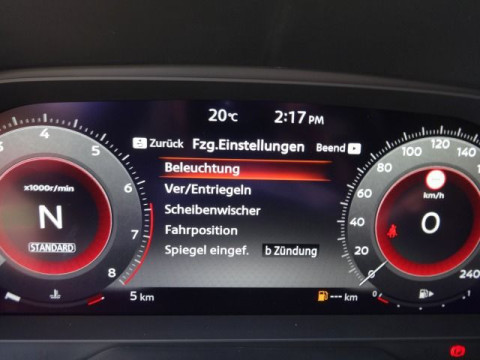 20℃ 2:17 PM
Zurück Fzg.Einstellungen Beend
Beleuchtung
Ver/Entriegeln
Scheibenwischer
Fahrposition
Spiegel eingef. b Zündung
3 4 5 6 7 8
x1000r/min
N
STANDARD
0 20 40 60 80 100 120 140 240
km/h
0
5 km
--- km
0 1